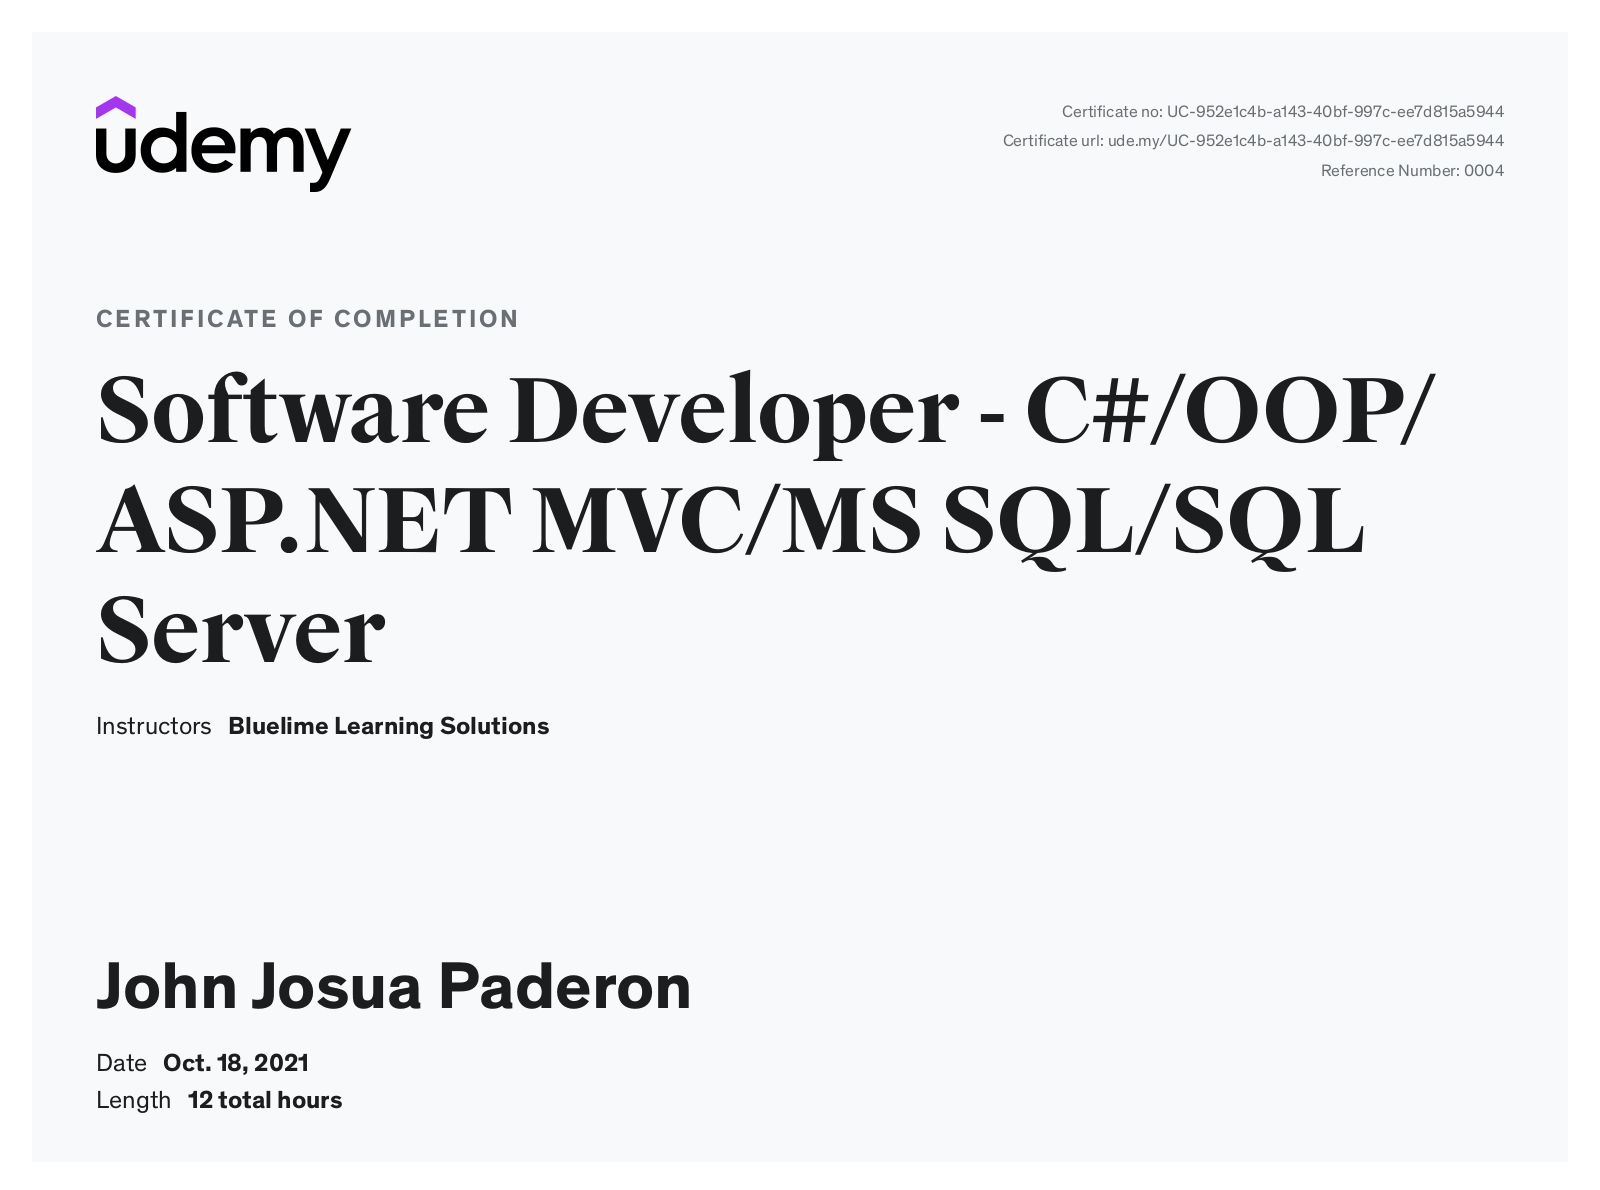 udemy
Certificate no: UC-952e1c4b-a143-40bf-997c-ee7d815a5944
Certificate url: ude.my/UC-952e1c4b-a143-40bf-997c-ee7d815a5944
Reference Number: 0004
CERTIFICATE OF COMPLETION
Software Developer - C#/OOP/
ASP.NET MVC/MS SQL/SQL
Server
Instructors Bluelime Learning Solutions
John Josua Paderon
Date Oct. 18, 2021
Length 12 total hours